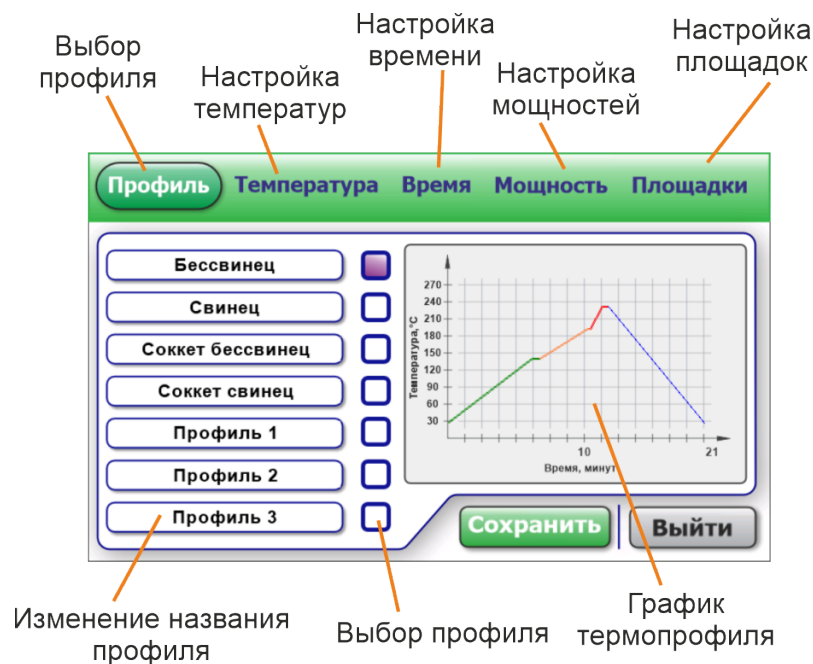 Выбор
профиля
Настройка
температур
Настройка
времени
Настройка
мощностей
Настройка
площадок
Профиль Температура Время Мощность Площадки
Бессвинец
Свинец
Соккет бессвинец
Соккет свинец
Профиль 1
Профиль 2
Профиль 3
Температура,°C
270
240
210
180
150
120
90
60
30
10 21
Время, минут
Сохранить Выйти
Изменение названия
профиля
Выбор профиля
График
термопрофиля